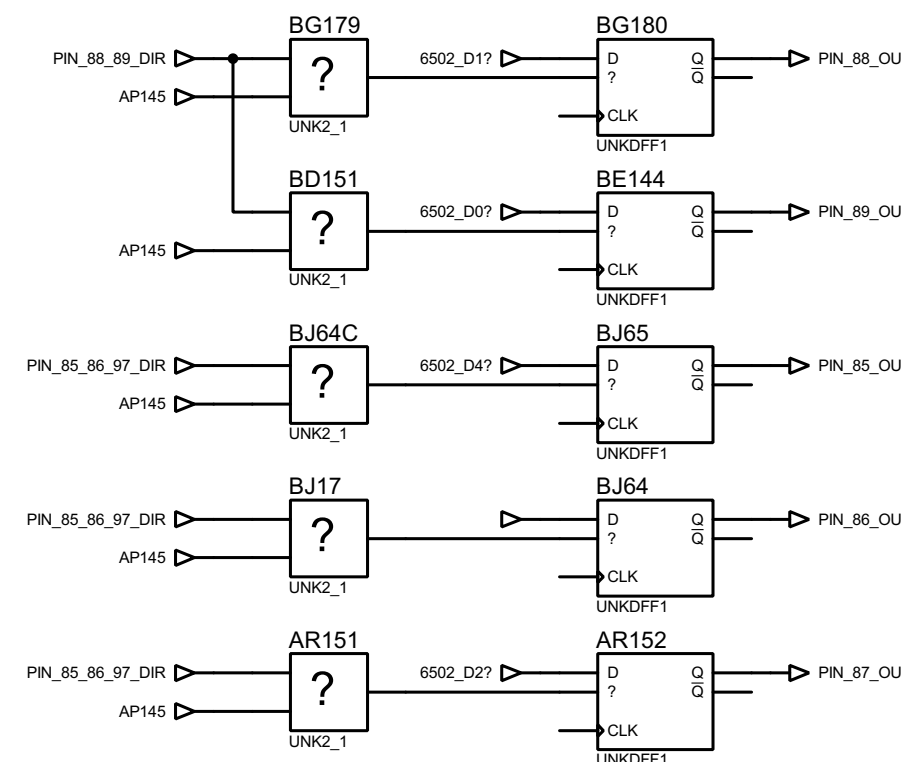 BG179
BG180
PIN_88_89_DIR
?
6502_D1?
D
Q
PIN_88_OU
?
Q
AP145
CLK
UNK2_1
UNKDFF1
BD151
BE144
?
6502_D0?
D
Q
PIN_89_OU
?
Q
AP145
CLK
UNK2_1
UNKDFF1
BJ64C
BJ65
PIN_85_86_97_DIR
?
6502_D4?
D
Q
PIN_85_OU
?
Q
AP145
CLK
UNK2_1
UNKDFF1
BJ17
BJ64
PIN_85_86_97_DIR
?
D
Q
PIN_86_OU
?
Q
AP145
CLK
UNK2_1
UNKDFF1
AR151
AR152
PIN_85_86_97_DIR
?
6502_D2?
D
Q
PIN_87_OU
?
Q
AP145
CLK
UNK2_1
UNKDFF1